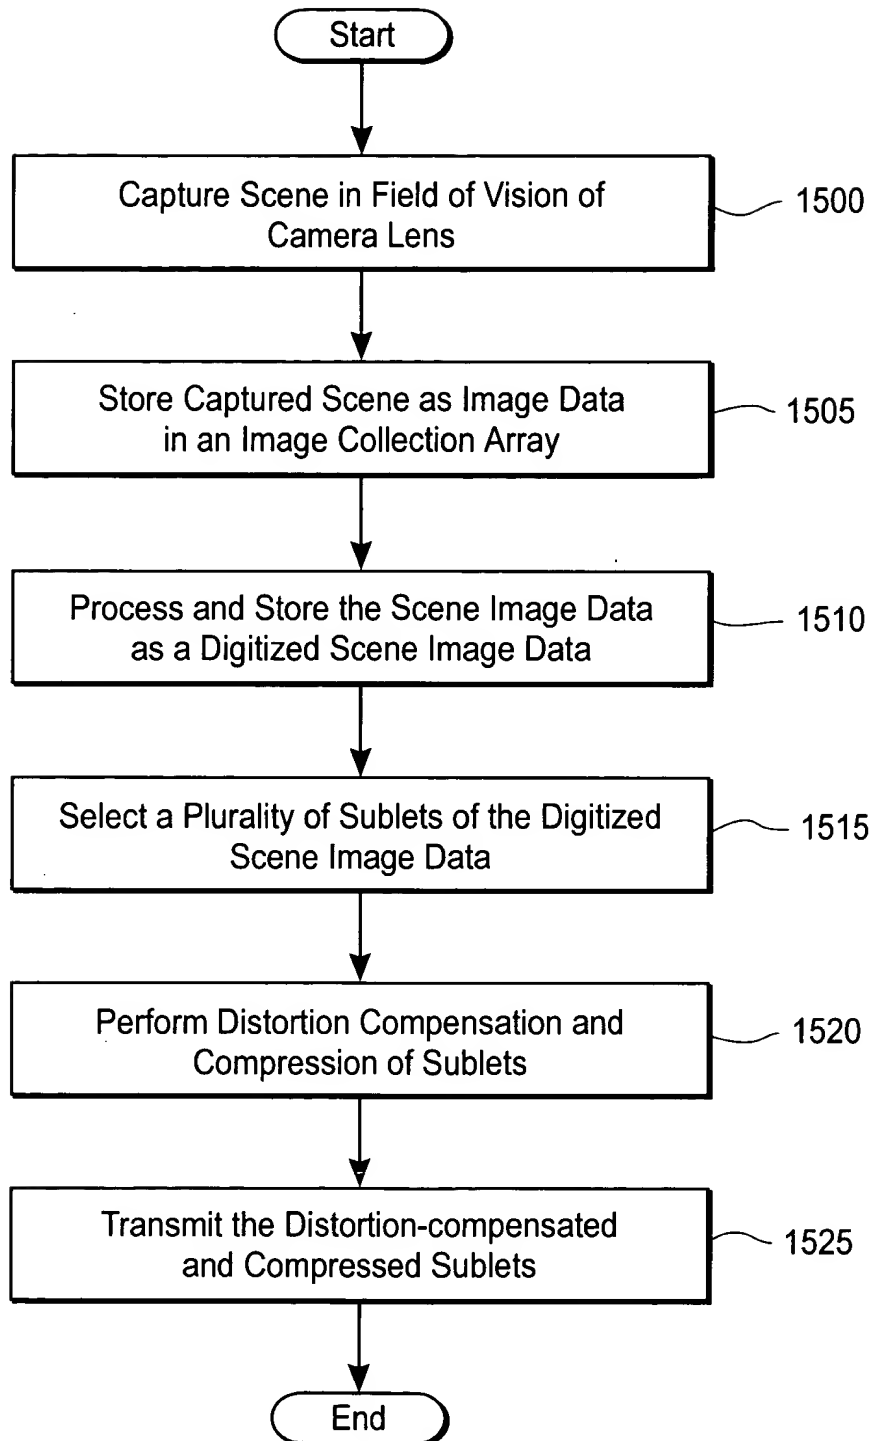 Start
Capture Scene in Field of Vision of
Camera Lens
1500
Store Captured Scene as Image Data
in an Image Collection Array
1505
Process and Store the Scene Image Data
as a Digitized Scene Image Data
1510
Select a Plurality of Sublets of the Digitized
Scene Image Data
1515
Perform Distortion Compensation and
Compression of Sublets
1520
Transmit the Distortion-compensated
and Compressed Sublets
1525
End